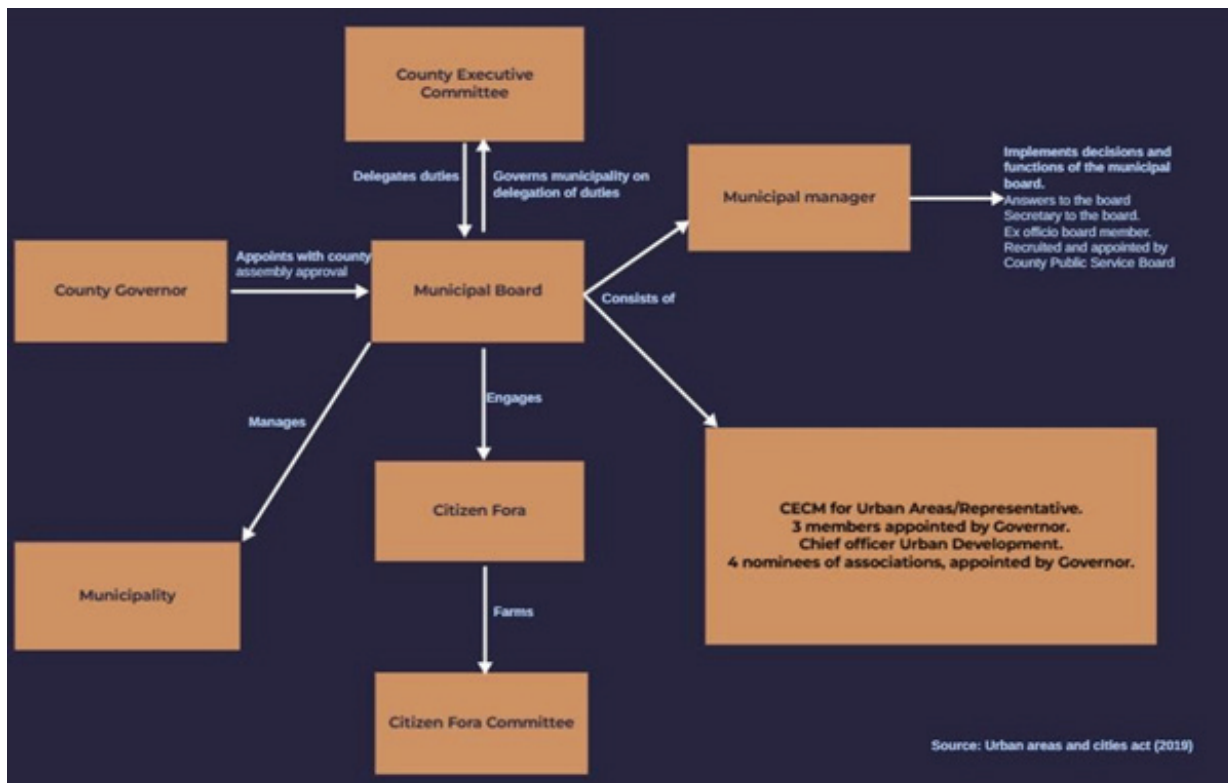 County Executive
Committee
Delegates duties
Governs municipality on
delegation of duties
Municipal manager
Implements decisions and
functions of the municipal
board.
Answers to the board
Secretary to the board.
Ex officio board member.
Recruited and appointed by
County Public Service Board
County Governor
Appoints with county
assembly approval
Municipal Board
Consists of
Manages
Engages
Citizen Fora
CECM for Urban Areas/Representative.
3 members appointed by Governor.
Chief officer Urban Development.
4 nominees of associations, appointed by Governor.
Municipality
Farms
Citizen Fora Committee
Source: Urban areas and cities act (2019)